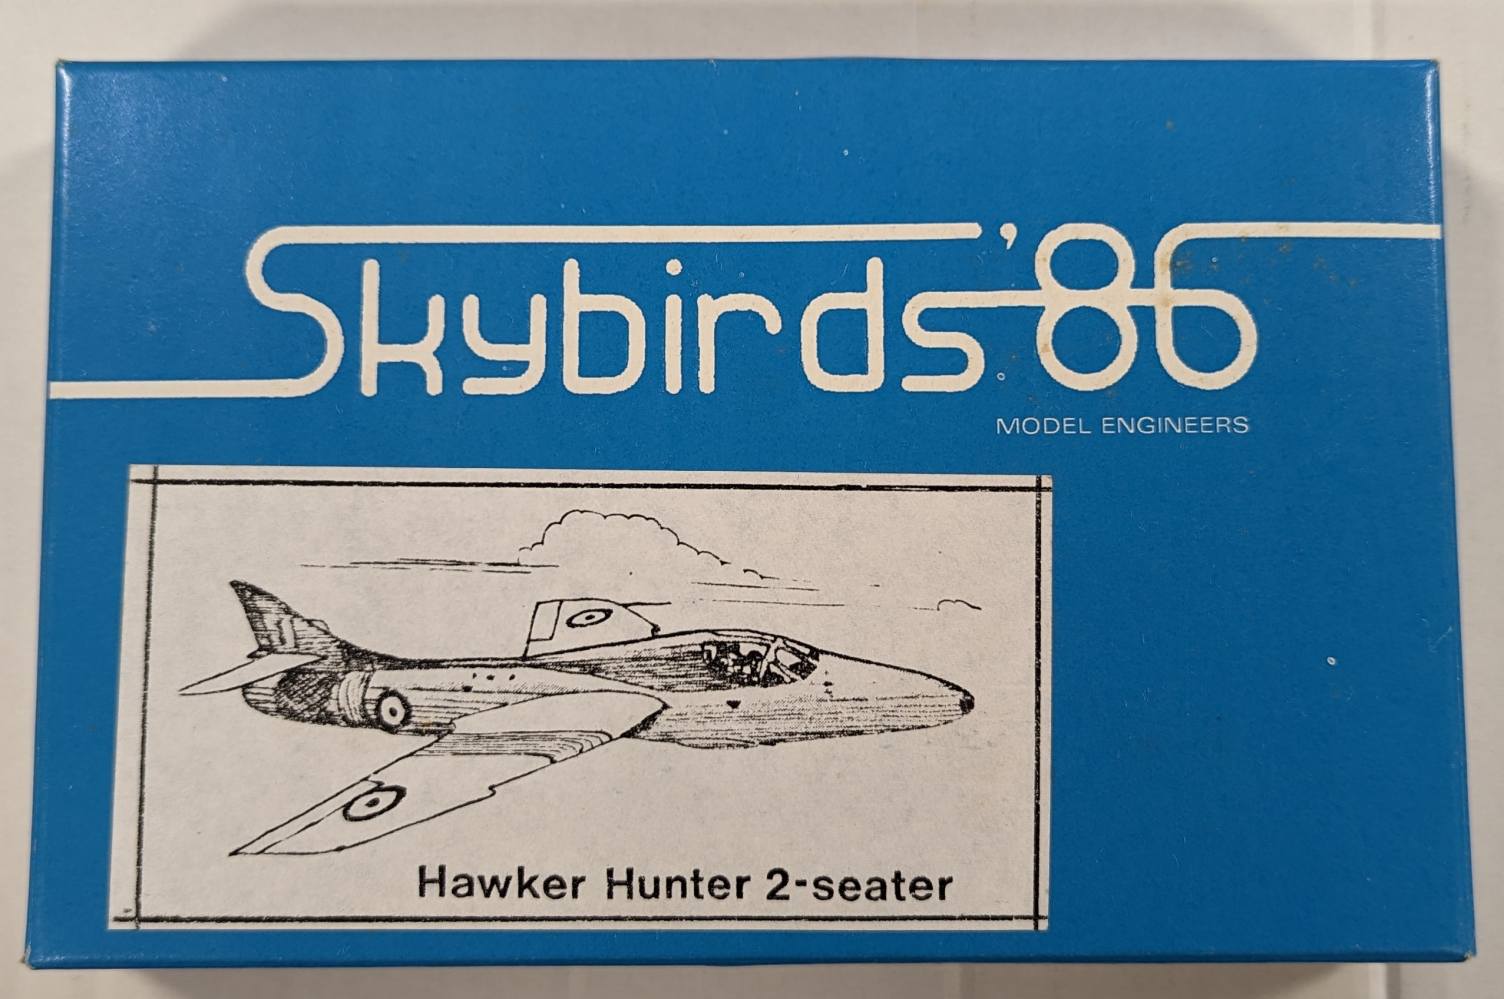 Skybirds '86
MODEL ENGINEERS
Hawker Hunter 2-seater